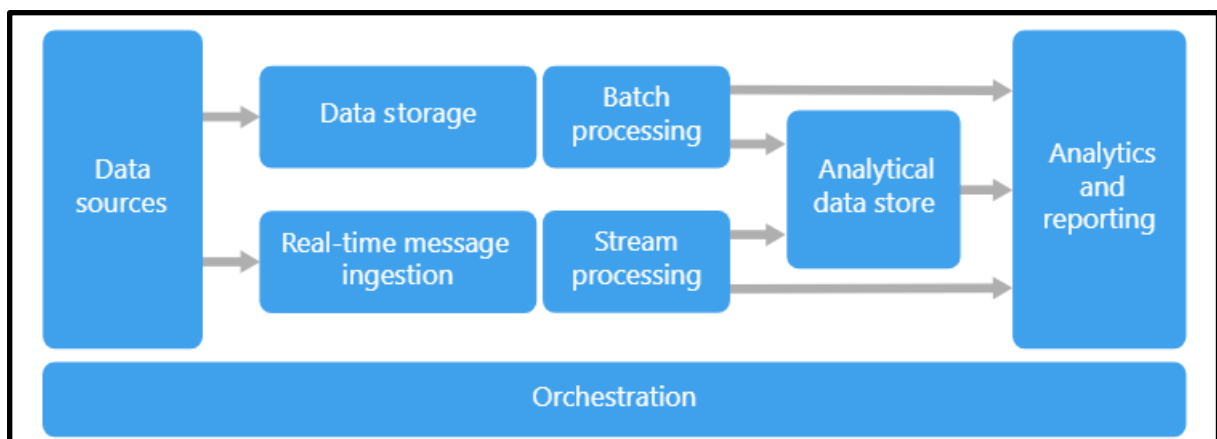 Data
sources
Data storage
Batch
processing
Real-time message
ingestion
Stream
processing
Analytical
data store
Analytics
and
reporting
Orchestration